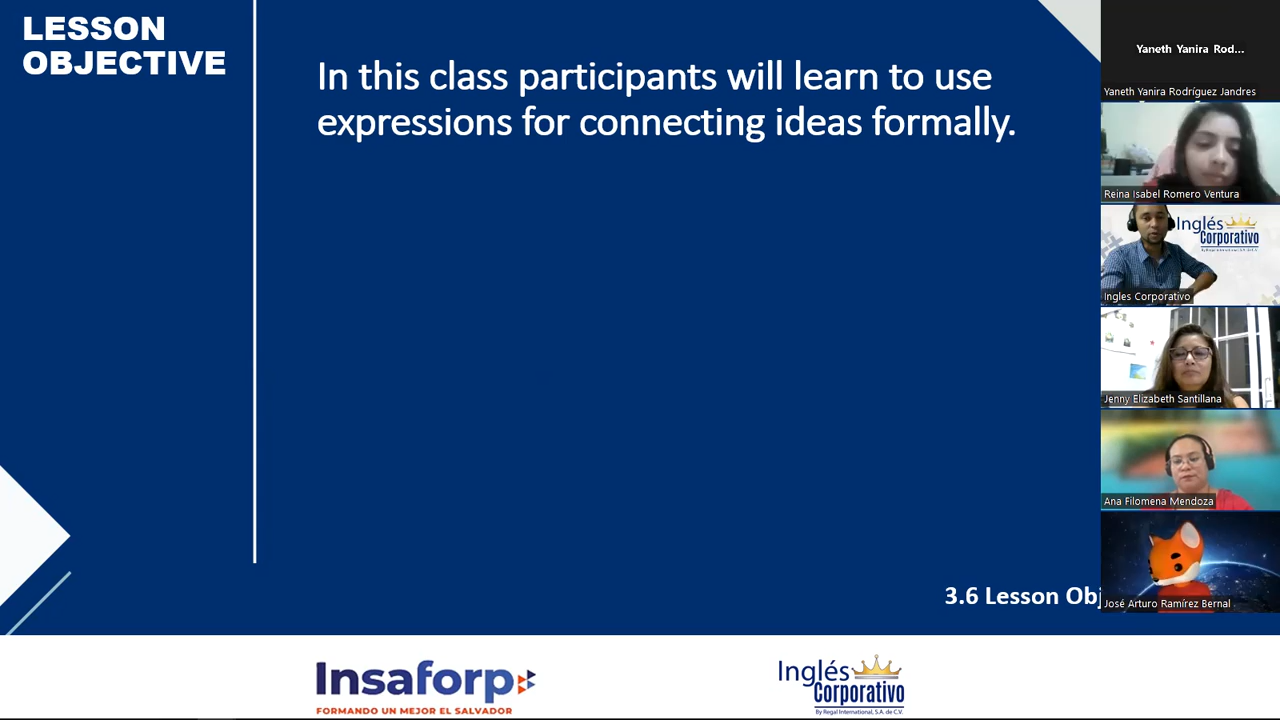 LESSON
OBJECTIVE
In this class participants will learn to use
expressions for connecting ideas formally.
3.6 Lesson Obj
Insaforp
FORMANDO UN MEJOR EL SALVADOR
Inglés
Corporativo
By Regal International, S.A. de C.V.
Yaneth Yanira Rod...
Yaneth Yanira Rodríguez Jandres
Reina Isabel Romero Ventura
Inglés
Corporativo
Ingles Corporativo
Jenny Elizabeth Santillana
Ana Filomena Mendoza
José Arturo Ramírez Bernal